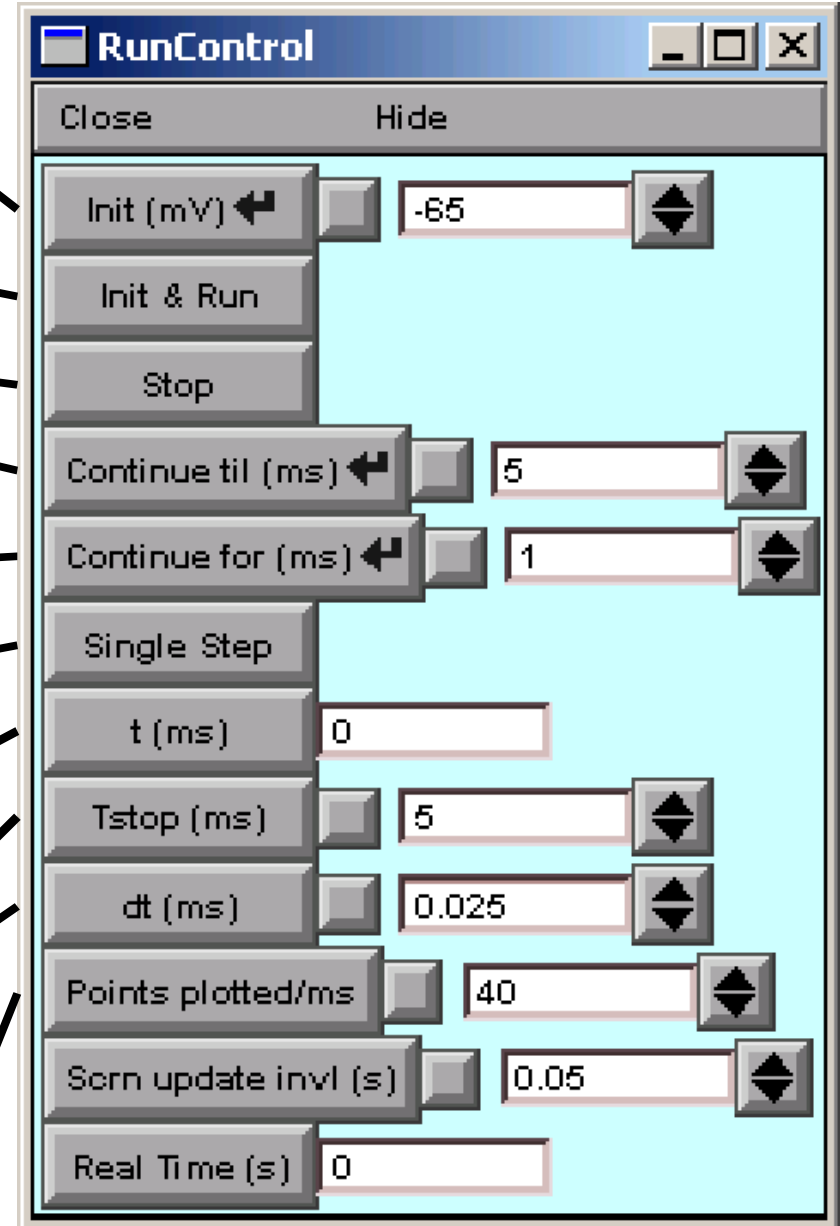 RunControl
Close Hide
Init (mV) -65
Init & Run
Stop
Continue til (ms) 5
Continue for (ms) 1
Single Step
t (ms) 0
Tstop (ms) 5
dt (ms) 0.025
Points plotted/ms 40
Scrn update invl (s) 0.05
Real Time (s) 0